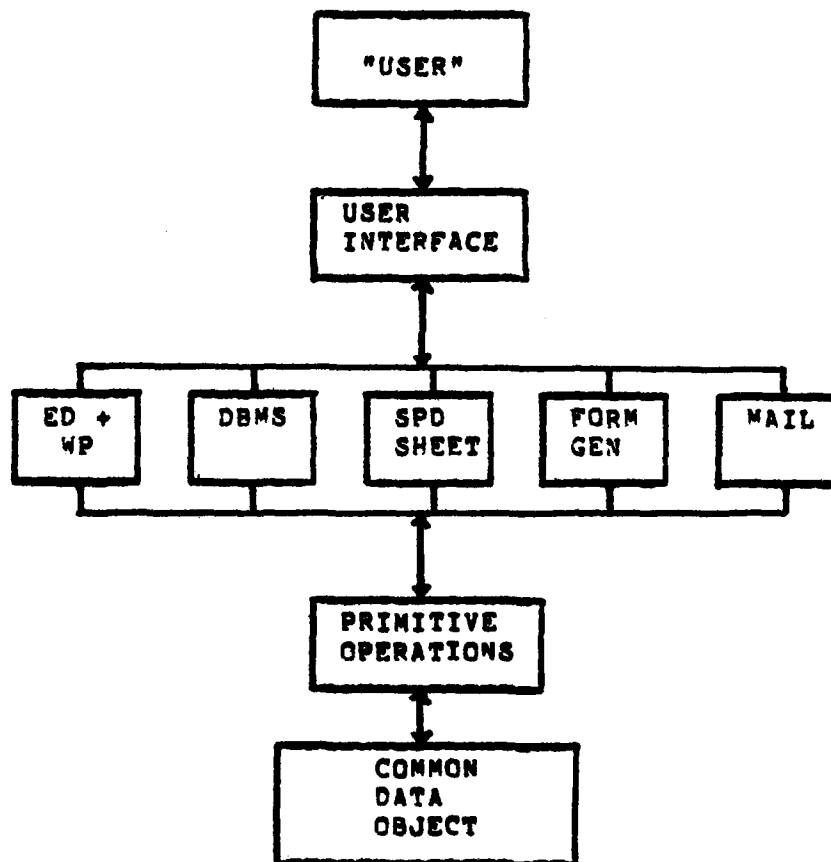 "USER"
USER
INTERFACE
ED +
WP
DBMS
SPD
SHEET
FORM
GEN
MAIL
PRIMITIVE
OPERATIONS
COMMON
DATA
OBJECT